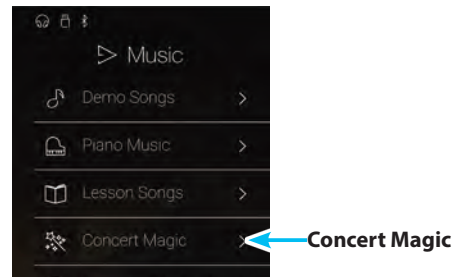 Music
Demo Songs
Piano Music
Lesson Songs
Concert Magic
Concert Magic